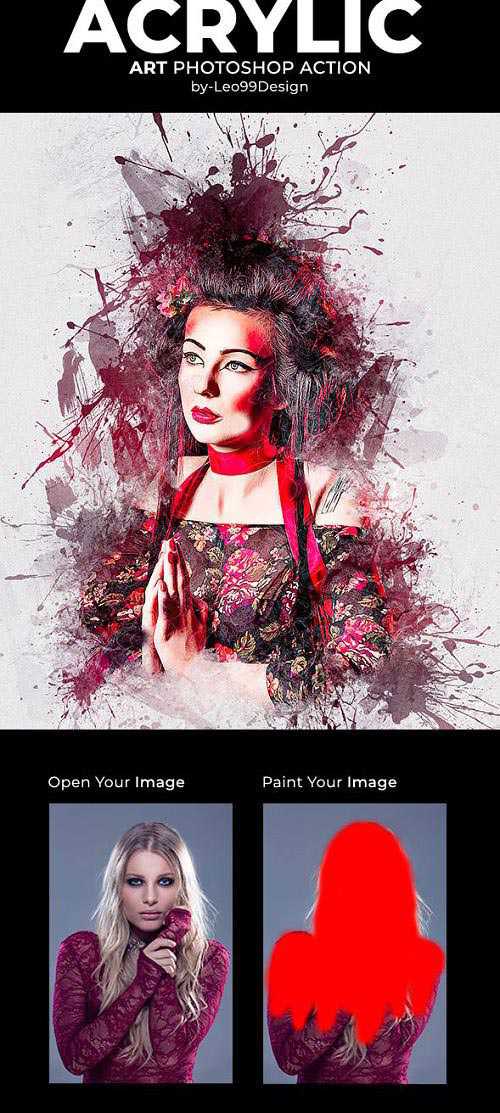 ACRYLIC
ART PHOTOSHOP ACTION
by-Leo99Design
Open Your Image
Paint Your Image